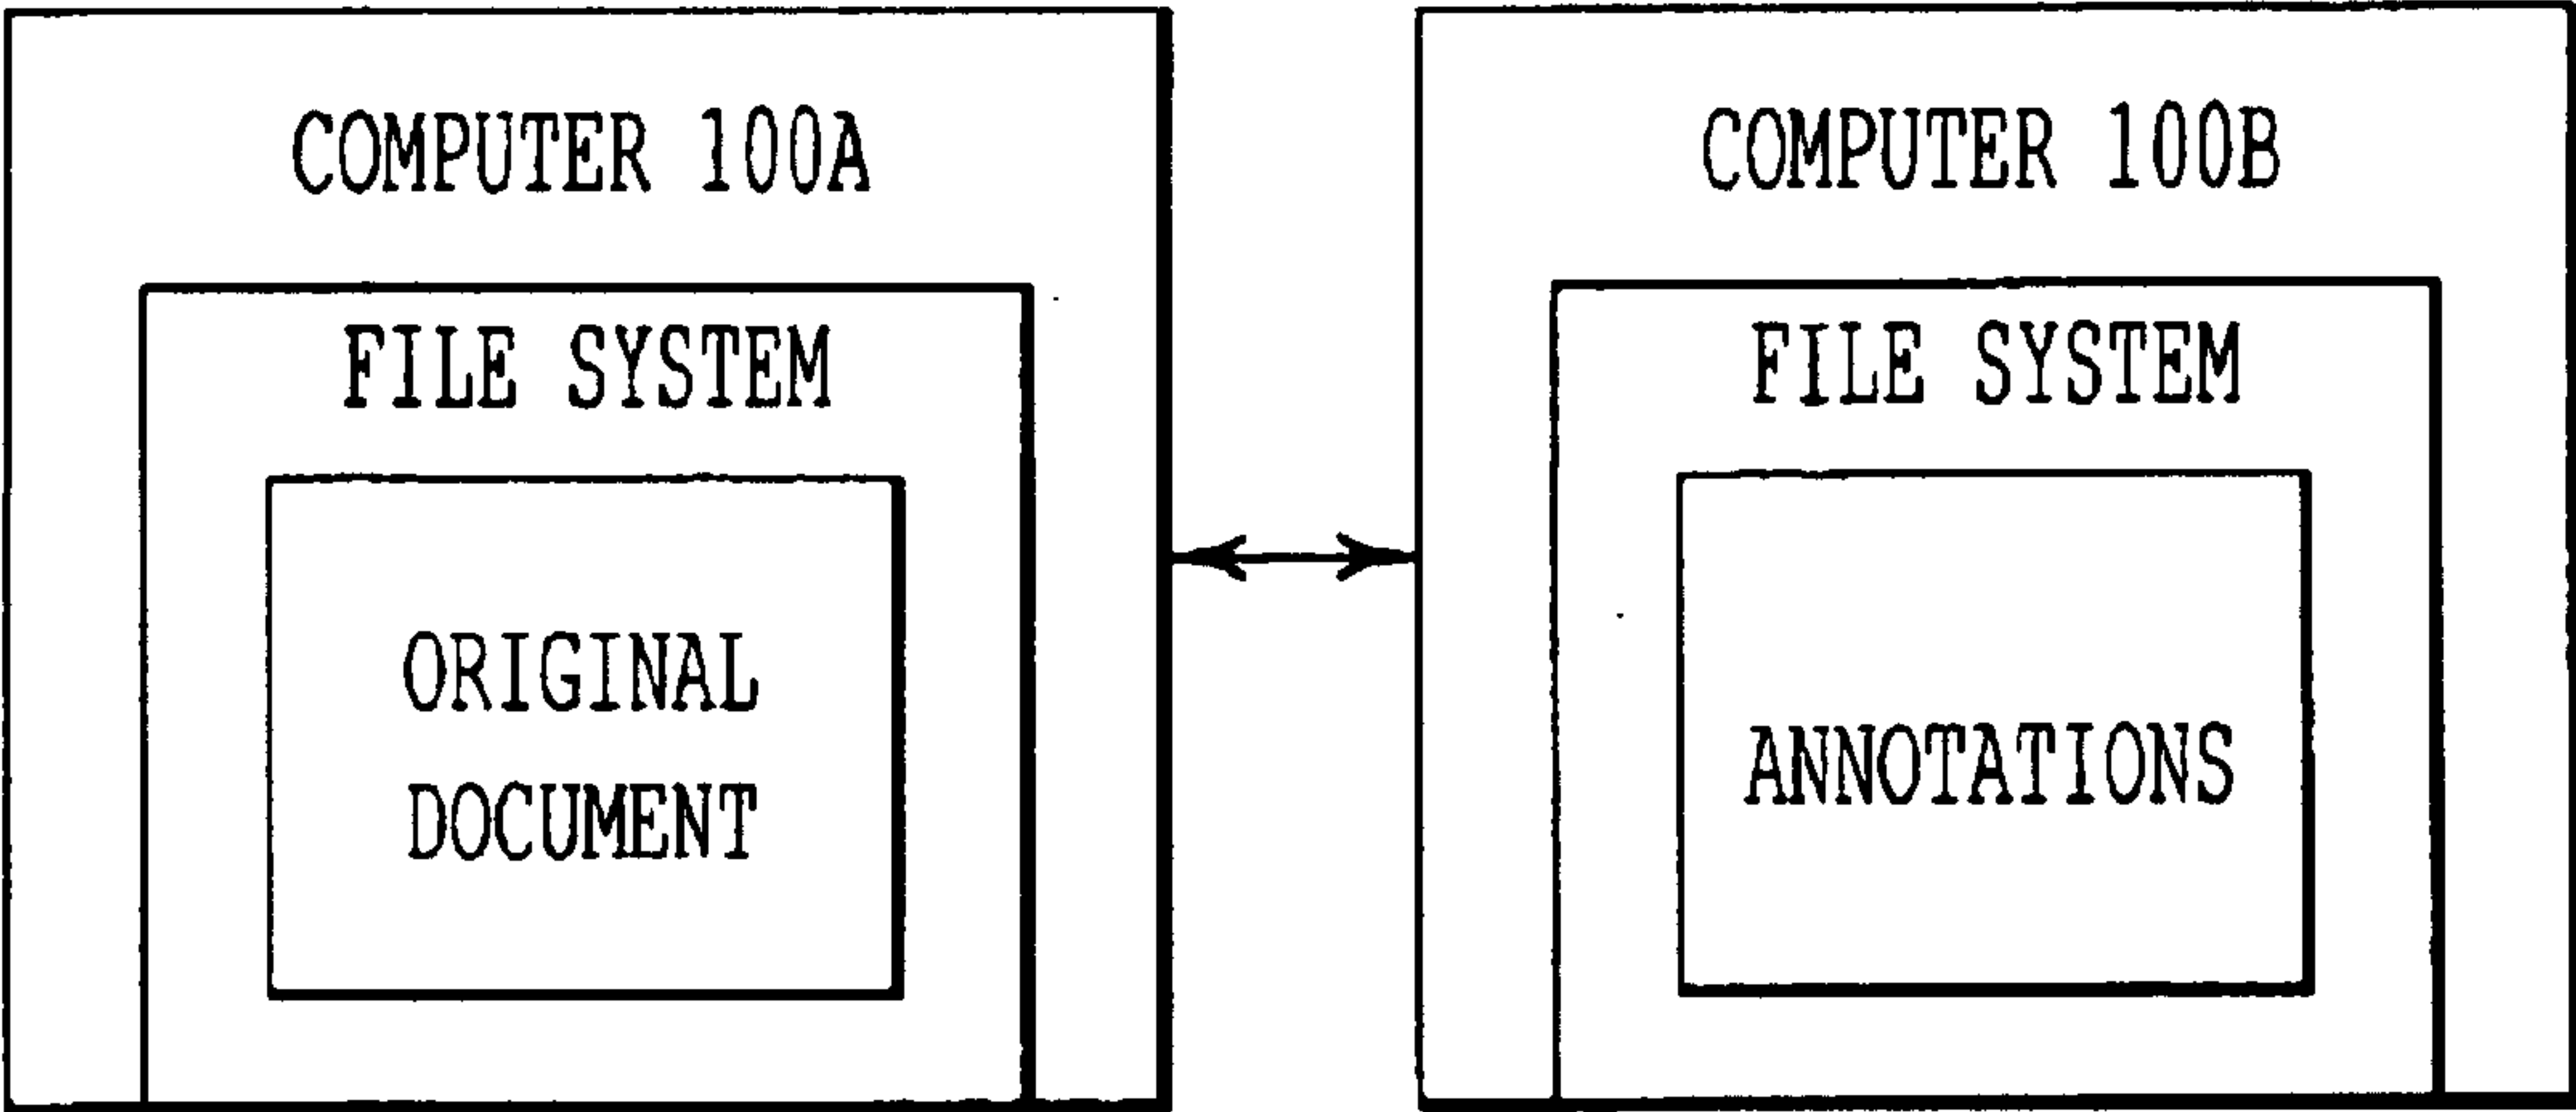 COMPUTER 100A
FILE SYSTEM
ORIGINAL
DOCUMENT
COMPUTER 100B
FILE SYSTEM
ANNOTATIONS